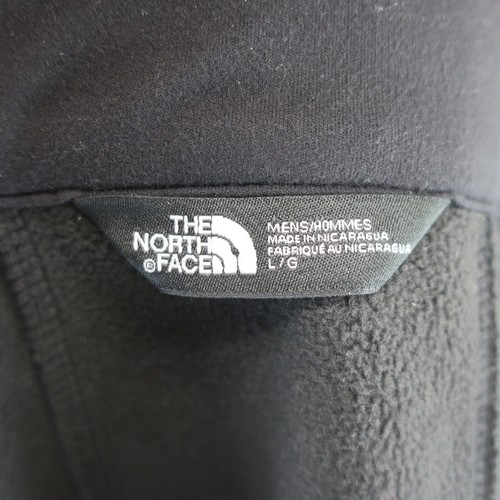 THE
NORTH
©FACE
MENS/HOMMES
MADE IN NICARAGUA
FABRIQUÉ AU NICARAGUA
L/G